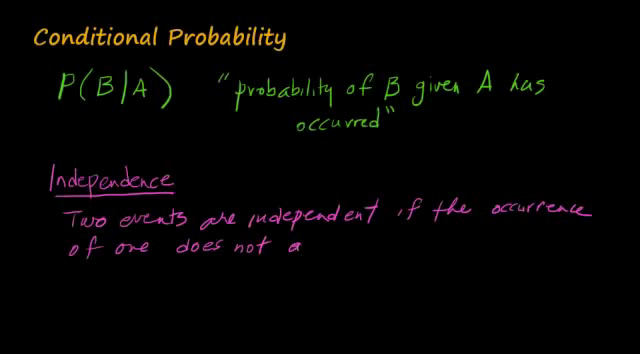 Conditional Probability
P(B|A) "probability of B given A has
occurred"
Independence
Two events are independent if the occurrence
of one does not a